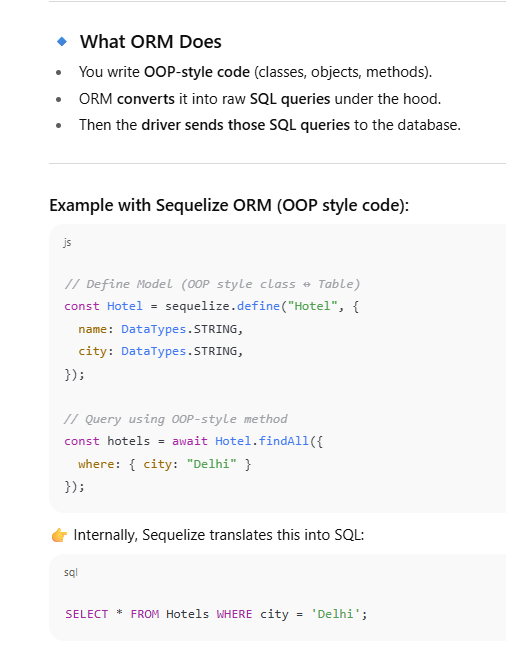 🔹 What ORM Does
• You write OOP-style code (classes, objects, methods).
• ORM converts it into raw SQL queries under the hood.
• Then the driver sends those SQL queries to the database.
Example with Sequelize ORM (OOP style code):
js
// Define Model (OOP style class ↔ Table)
const Hotel = sequelize.define("Hotel", {
  name: DataTypes.STRING,
  city: DataTypes.STRING,
});
// Query using OOP-style method
const hotels = await Hotel.findAll({
  where: { city: "Delhi" }
});
👉 Internally, Sequelize translates this into SQL:
sql
SELECT * FROM Hotels WHERE city = 'Delhi';